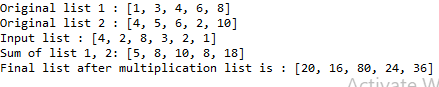 Original list 1 : [1, 3, 4, 6, 8]
Original list 2 : [4, 5, 6, 2, 10]
Input list : [4, 2, 8, 3, 2, 1]
Sum of list 1, 2: [5, 8, 10, 8, 18]
Final list after multiplication list is : [20, 16, 80, 24, 36]